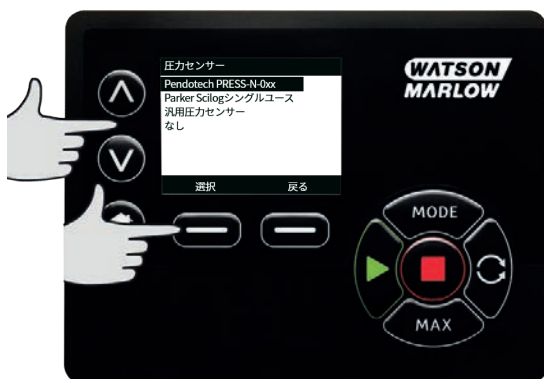 圧力センサー
Pendotech PRESS-N-0xx
Parker Scilogシングルユース
汎用圧力センサー
なし
選択 戻る
WATSON
MARLOW
MODE
MAX